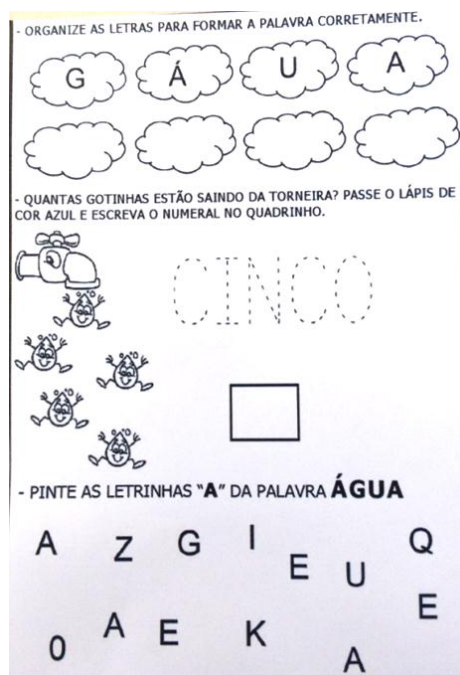 - ORGANIZE AS LETRAS PARA FORMAR A PALAVRA CORRETAMENTE.
G Á U A
- QUANTAS GOTINHAS ESTÃO SAINDO DA TORNEIRA? PASSE O LÁPIS DE
COR AZUL E ESCREVA O NUMERAL NO QUADRINHO.
CINCO
- PINTE AS LETRINHAS "A" DA PALAVRA ÁGUA
A Z G I E U Q
0 A E K A E